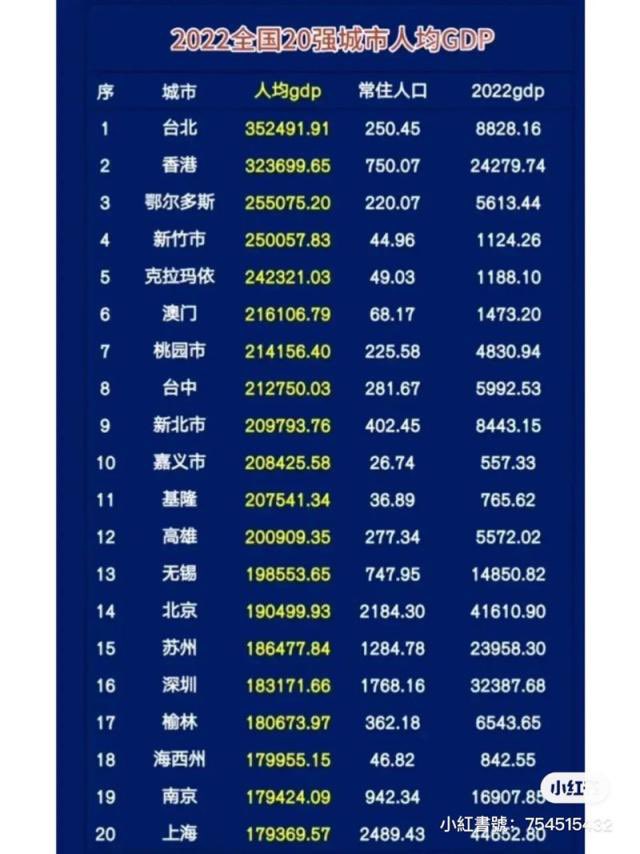 2022全国20强城市人均GDP
序 城市 人均gdp 常住人口 2022gdp
1 台北 352491.91 250.45 8828.16
2 香港 323699.65 750.07 24279.74
3 鄂尔多斯 255075.20 220.07 5613.44
4 新竹市 250057.83 44.96 1124.26
5 克拉玛依 242321.03 49.03 1188.10
6 澳门 216106.79 68.17 1473.20
7 桃园市 214156.40 225.58 4830.94
8 台中 212750.03 281.67 5992.53
9 新北市 209793.76 402.45 8443.15
10 嘉义市 208425.58 26.74 557.33
11 基隆 207541.34 36.89 765.62
12 高雄 200909.35 277.34 5572.02
13 无锡 198553.65 747.95 14850.82
14 北京 190499.93 2184.30 41610.90
15 苏州 186477.84 1284.78 23958.30
16 深圳 183171.66 1768.16 32387.68
17 榆林 180673.97 362.18 6543.65
18 海西州 179955.15 46.82 842.55
19 南京 179424.09 942.34 16907.85
20 上海 179369.57 2489.43 44652.80
小红
小紅書號：754515432